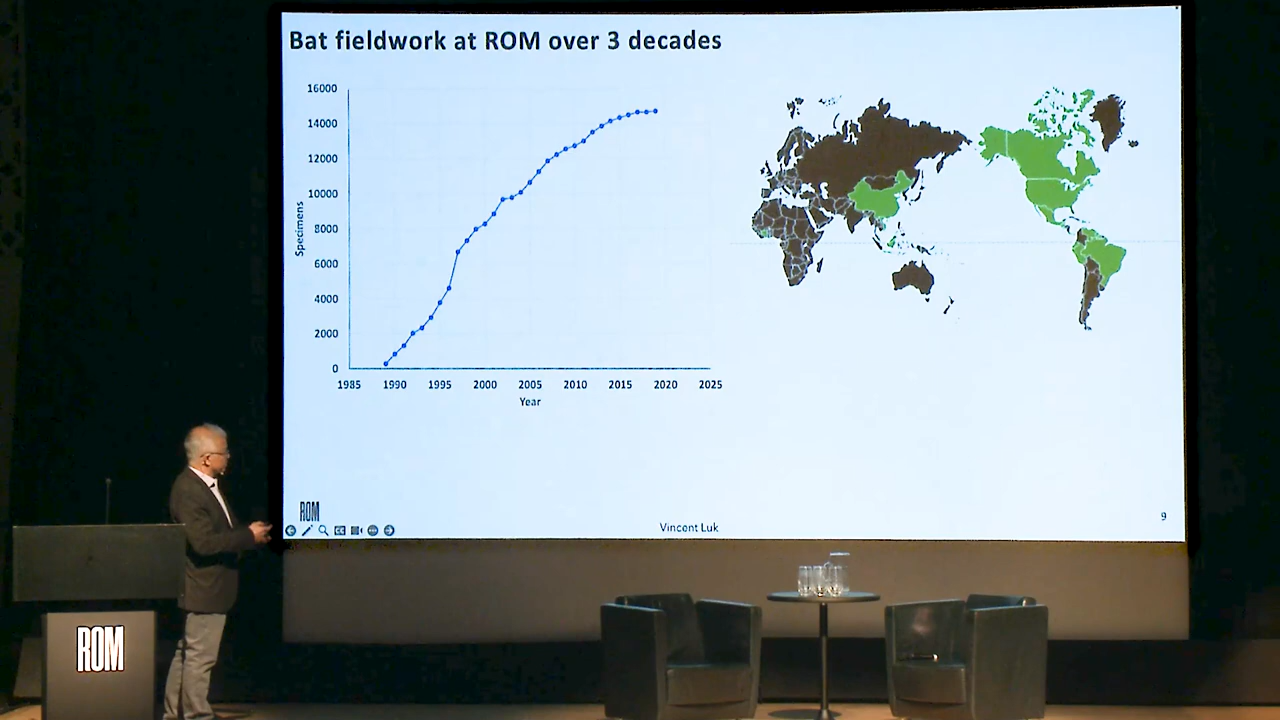 Bat fieldwork at ROM over 3 decades
16000
14000
12000
10000
8000
6000
4000
2000
0
Specimens
1985 1990 1995 2000 2005 2010 2015 2020 2025
Year
ROM
Vincent Luk
9
ROM